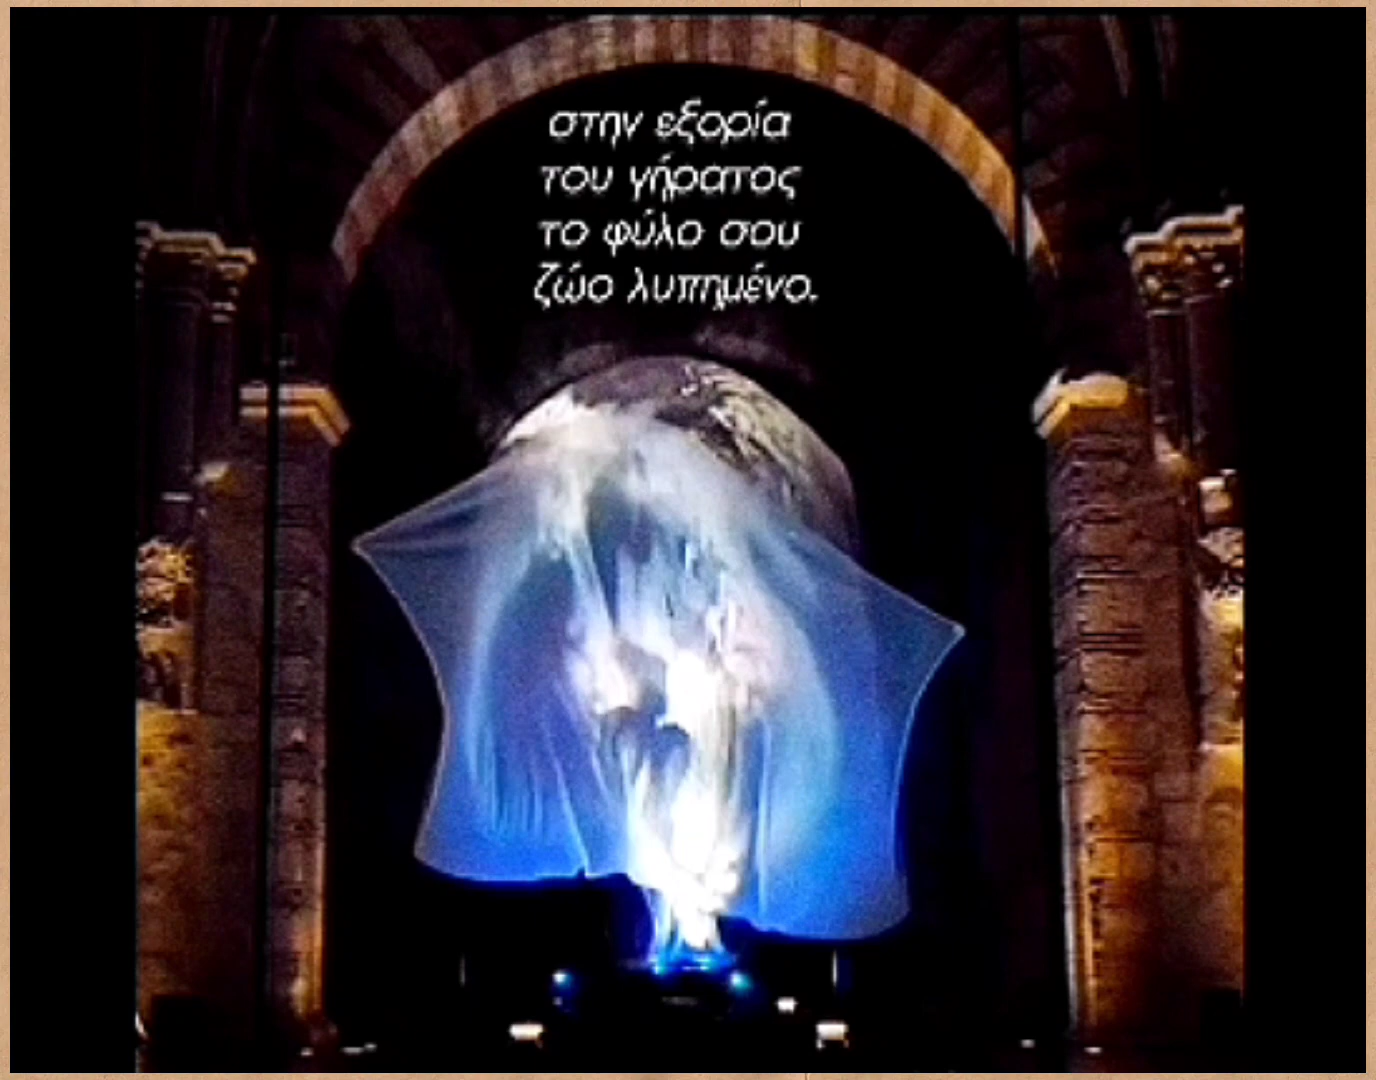 στην εξορία
του γήρατος
το φύλο σου
ζώο λυπημένο.